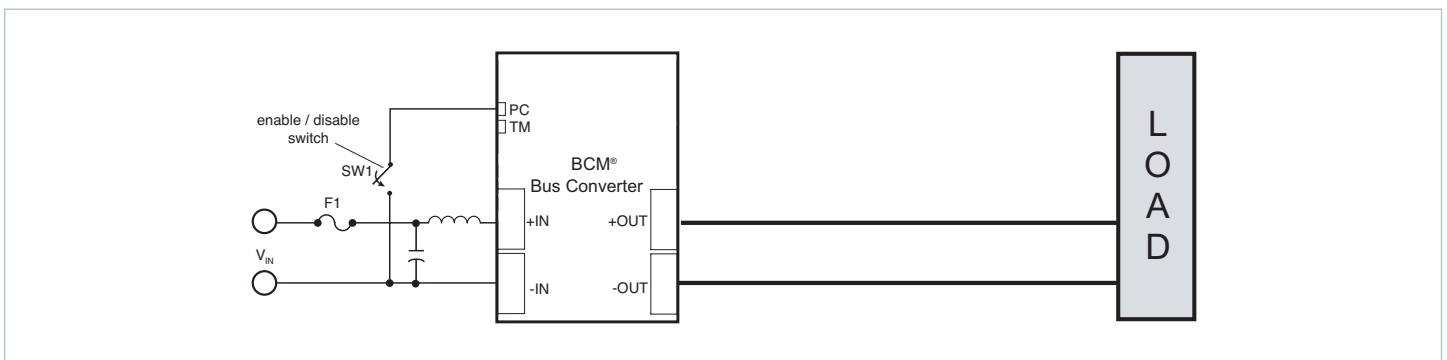 enable / disable
switch
SW1
F1
V_IN
PC
TM
BCM®
Bus Converter
+IN
+OUT
-IN
-OUT
L
O
A
D